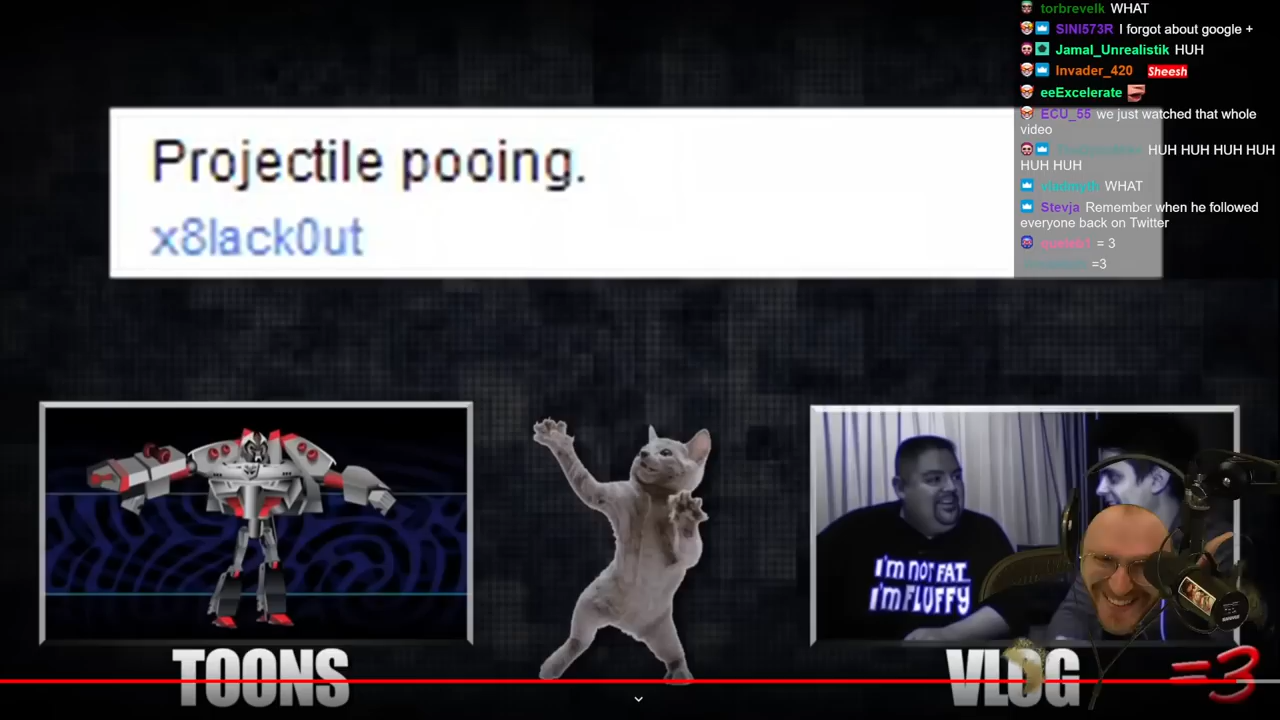 torbrevelk WHAT
SINI573R I forgot about google +
Jamal_Unrealistik HUH
Invader_420 Sheesh
eeExcelerate
ECU_55 we just watched that whole
video
HUH HUH HUH HUH
HUH HUH
WHAT
Stevja Remember when he followed
everyone back on Twitter
= 3
=3
Projectile pooing.
x8lack0ut
I'M NOT FAT
I'M FLUFFY
TOONS
VLOG
=3